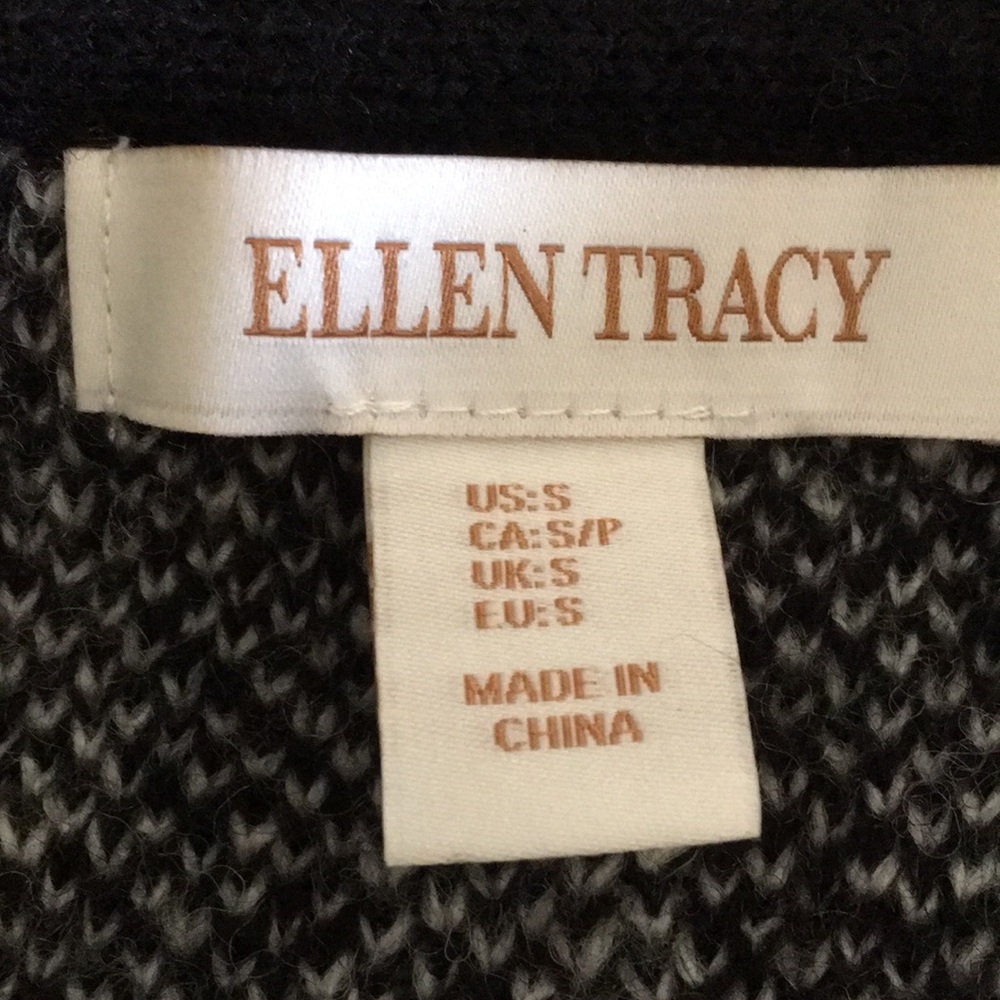 ELLEN TRACY
US:S
CA:S/P
UK:S
EU:S
MADE IN
CHINA